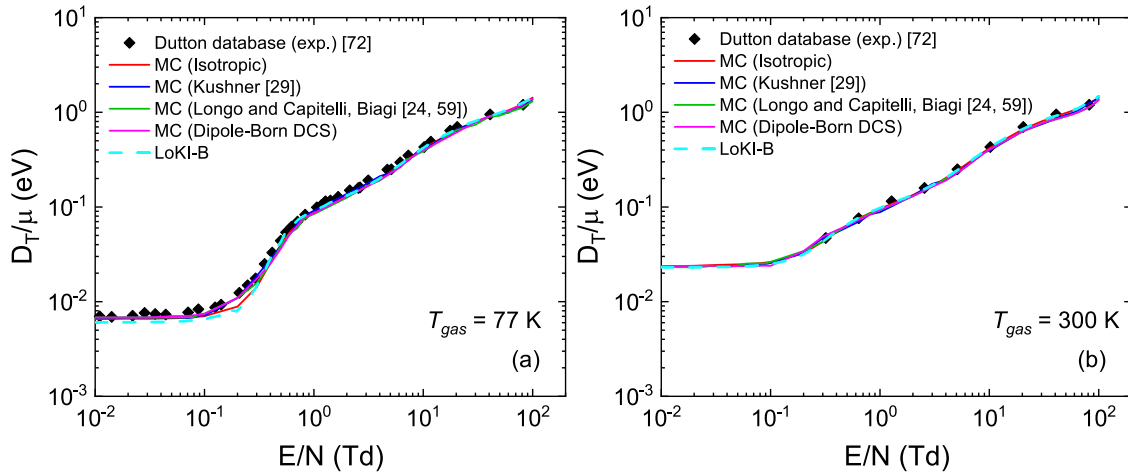 Dutton database (exp.) [72]
MC (Isotropic)
MC (Kushner [29])
MC (Longo and Capitelli, Biagi [24, 59])
MC (Dipole-Born DCS)
LoKI-B
10^1
10^0
10^-1
10^-2
10^-3
D_T/μ (eV)
T_gas = 77 K
(a)
10^-2 10^-1 10^0 10^1 10^2
E/N (Td)
Dutton database (exp.) [72]
MC (Isotropic)
MC (Kushner [29])
MC (Longo and Capitelli, Biagi [24, 59])
MC (Dipole-Born DCS)
LoKI-B
10^1
10^0
10^-1
10^-2
10^-3
D_T/μ (eV)
T_gas = 300 K
(b)
10^-2 10^-1 10^0 10^1 10^2
E/N (Td)